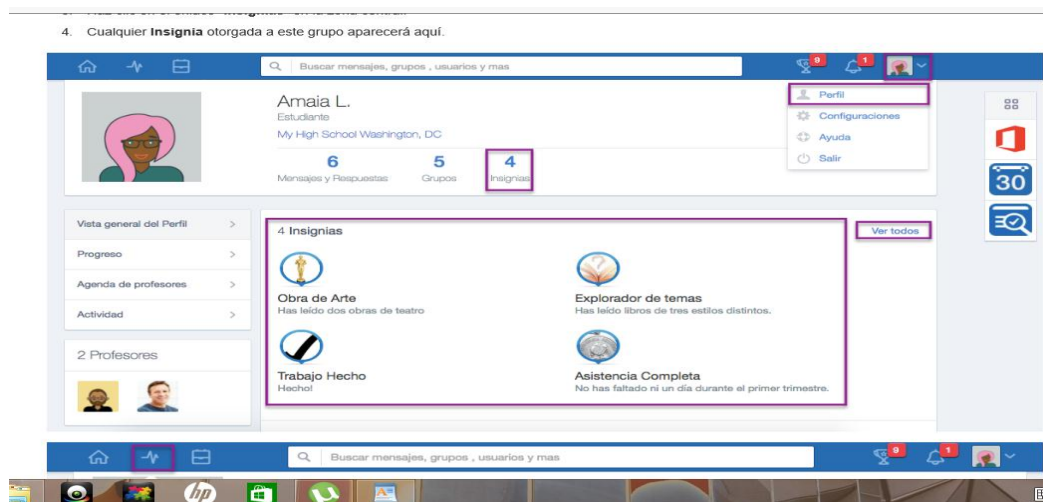 4. Cualquier Insignia otorgada a este grupo aparecerá aquí.
Buscar mensajes, grupos , usuarios y mas
9
1
Amaia L.
Estudiante
My High School Washington, DC
6
5
4
Mensajes y Respuestas
Grupos
Insignias
Perfil
Configuraciones
Ayuda
Salir
30
Vista general del Perfil
Progreso
Agenda de profesores
Actividad
2 Profesores
4 Insignias
Ver todos
Obra de Arte
Has leído dos obras de teatro
Explorador de temas
Has leído libros de tres estilos distintos.
Trabajo Hecho
Hecho!
Asistencia Completa
No has faltado ni un día durante el primer trimestre.
Buscar mensajes, grupos , usuarios y mas
9
1
hp